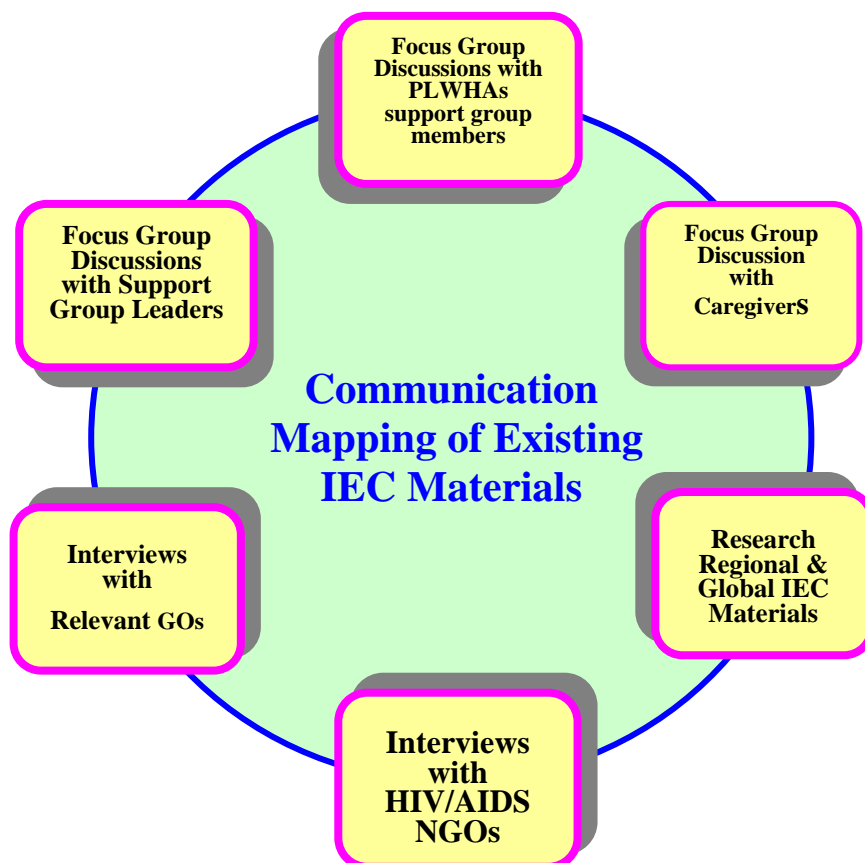 Focus Group
Discussions with
PLWHAs
support group
members
Focus Group
Discussions
with Support
Group Leaders
Focus Group
Discussion
with
Caregivers
Communication
Mapping of Existing
IEC Materials
Interviews
with
Relevant GOs
Research
Regional &
Global IEC
Materials
Interviews
with
HIV/AIDS
NGOs